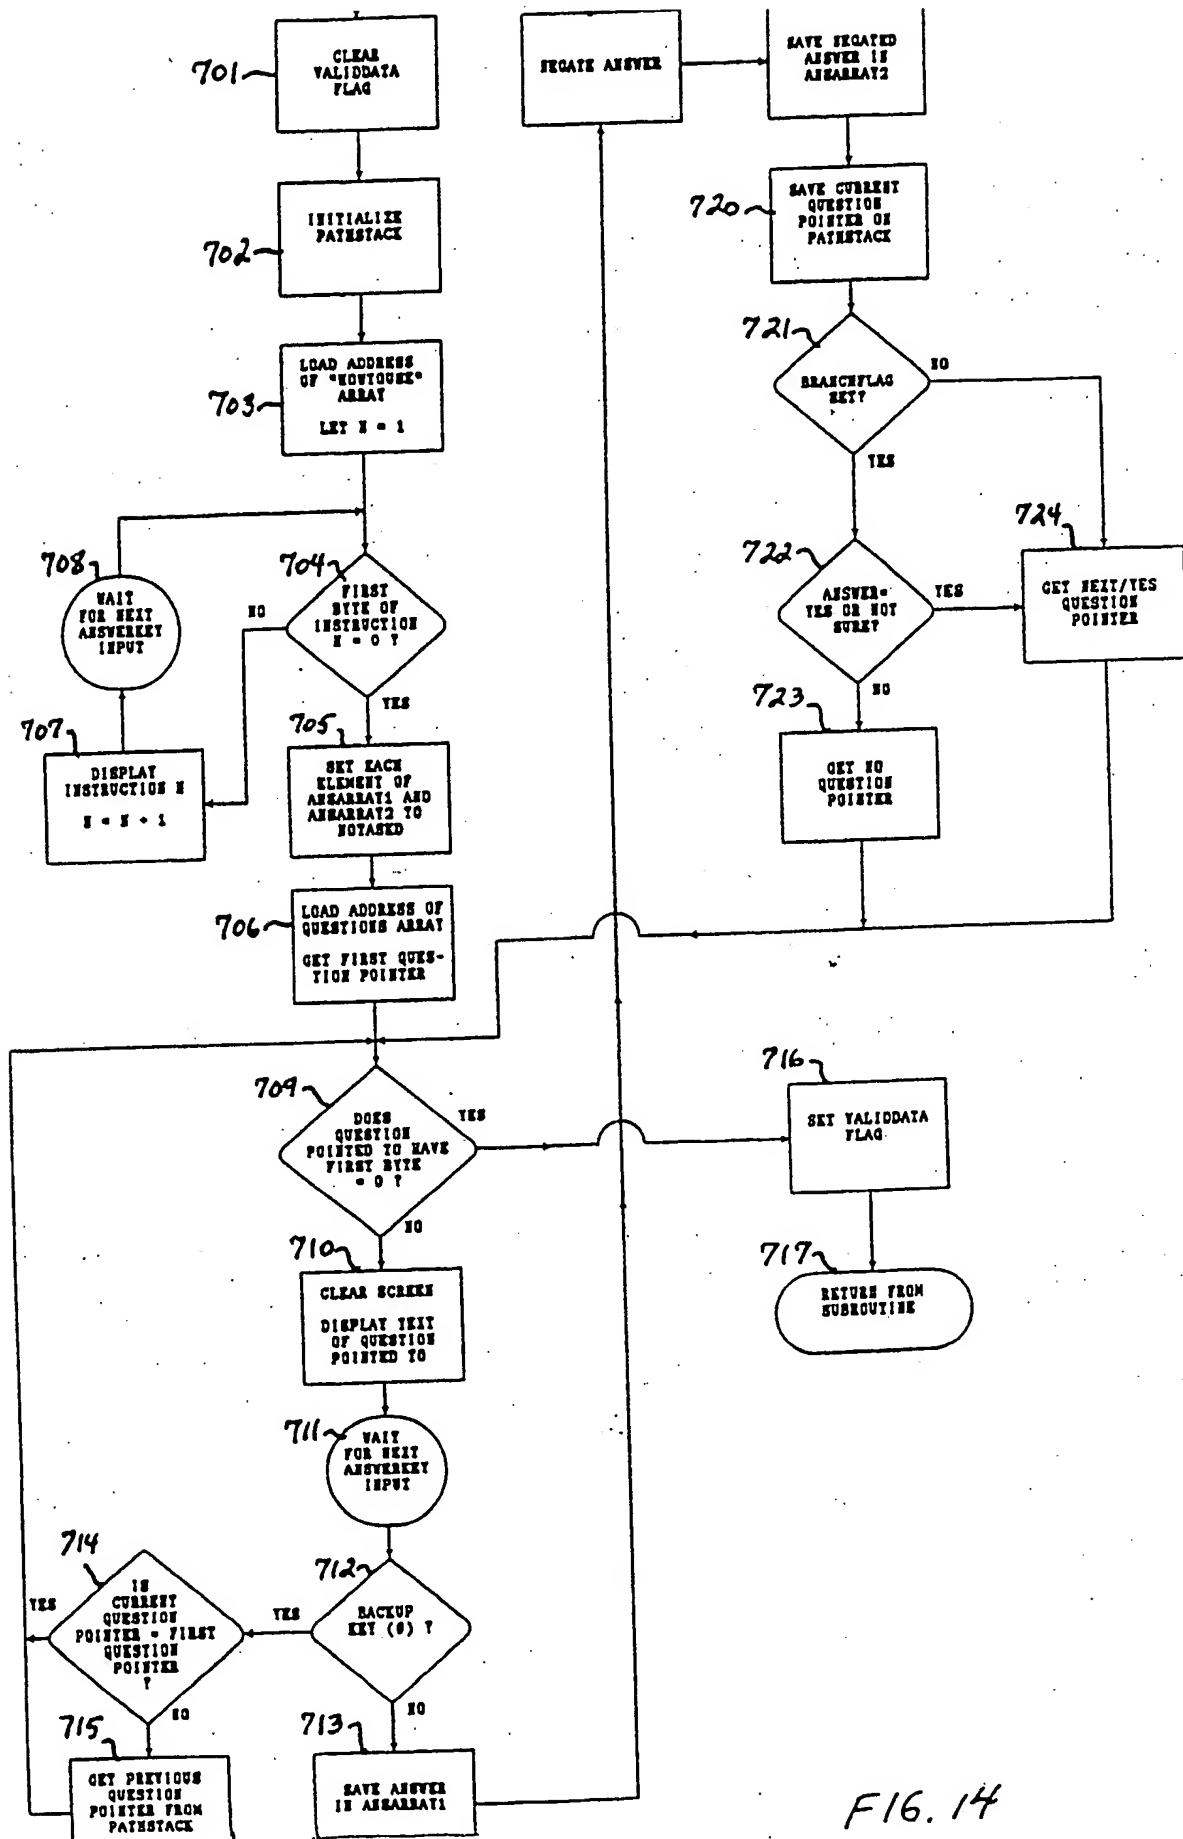 701
CLEAR
VALIDDATA
FLAG
702
INITIALIZE
PATHSTACK
703
LOAD ADDRESS
OF "HOWTOUSE"
ARRAY
LET N = 1
704
FIRST
BYTE OF
INSTRUCTION
N = 0 ?
NO
YES
708
WAIT
FOR NEXT
ANSWERKEY
INPUT
707
DISPLAY
INSTRUCTION N
N = N + 1
705
SET EACH
ELEMENT OF
ANSARRAY1 AND
ANSARRAY2 TO
NOTASKED
706
LOAD ADDRESS OF
QUESTIONS ARRAY
GET FIRST QUES-
TION POINTER
709
DOES
QUESTION
POINTED TO HAVE
FIRST BYTE
= 0 ?
YES
NO
710
CLEAR SCREEN
DISPLAY TEXT
OF QUESTION
POINTED TO
711
WAIT
FOR NEXT
ANSWERKEY
INPUT
712
BACKUP
KEY (#) ?
YES
NO
714
IS
CURRENT
QUESTION
POINTER = FIRST
QUESTION
POINTER
?
YES
NO
715
GET PREVIOUS
QUESTION
POINTER FROM
PATHSTACK
713
SAVE ANSWER
IN ANSARRAY1
NEGATE ANSWER
SAVE NEGATED
ANSWER IN
ANSARRAY2
720
SAVE CURRENT
QUESTION
POINTER ON
PATHSTACK
721
BRANCHFLAG
SET?
NO
YES
722
ANSWER=
YES OR NOT
SURE?
YES
NO
724
GET NEXT/YES
QUESTION
POINTER
723
GET NO
QUESTION
POINTER
716
SET VALIDDATA
FLAG
717
RETURN FROM
SUBROUTINE
FIG. 14